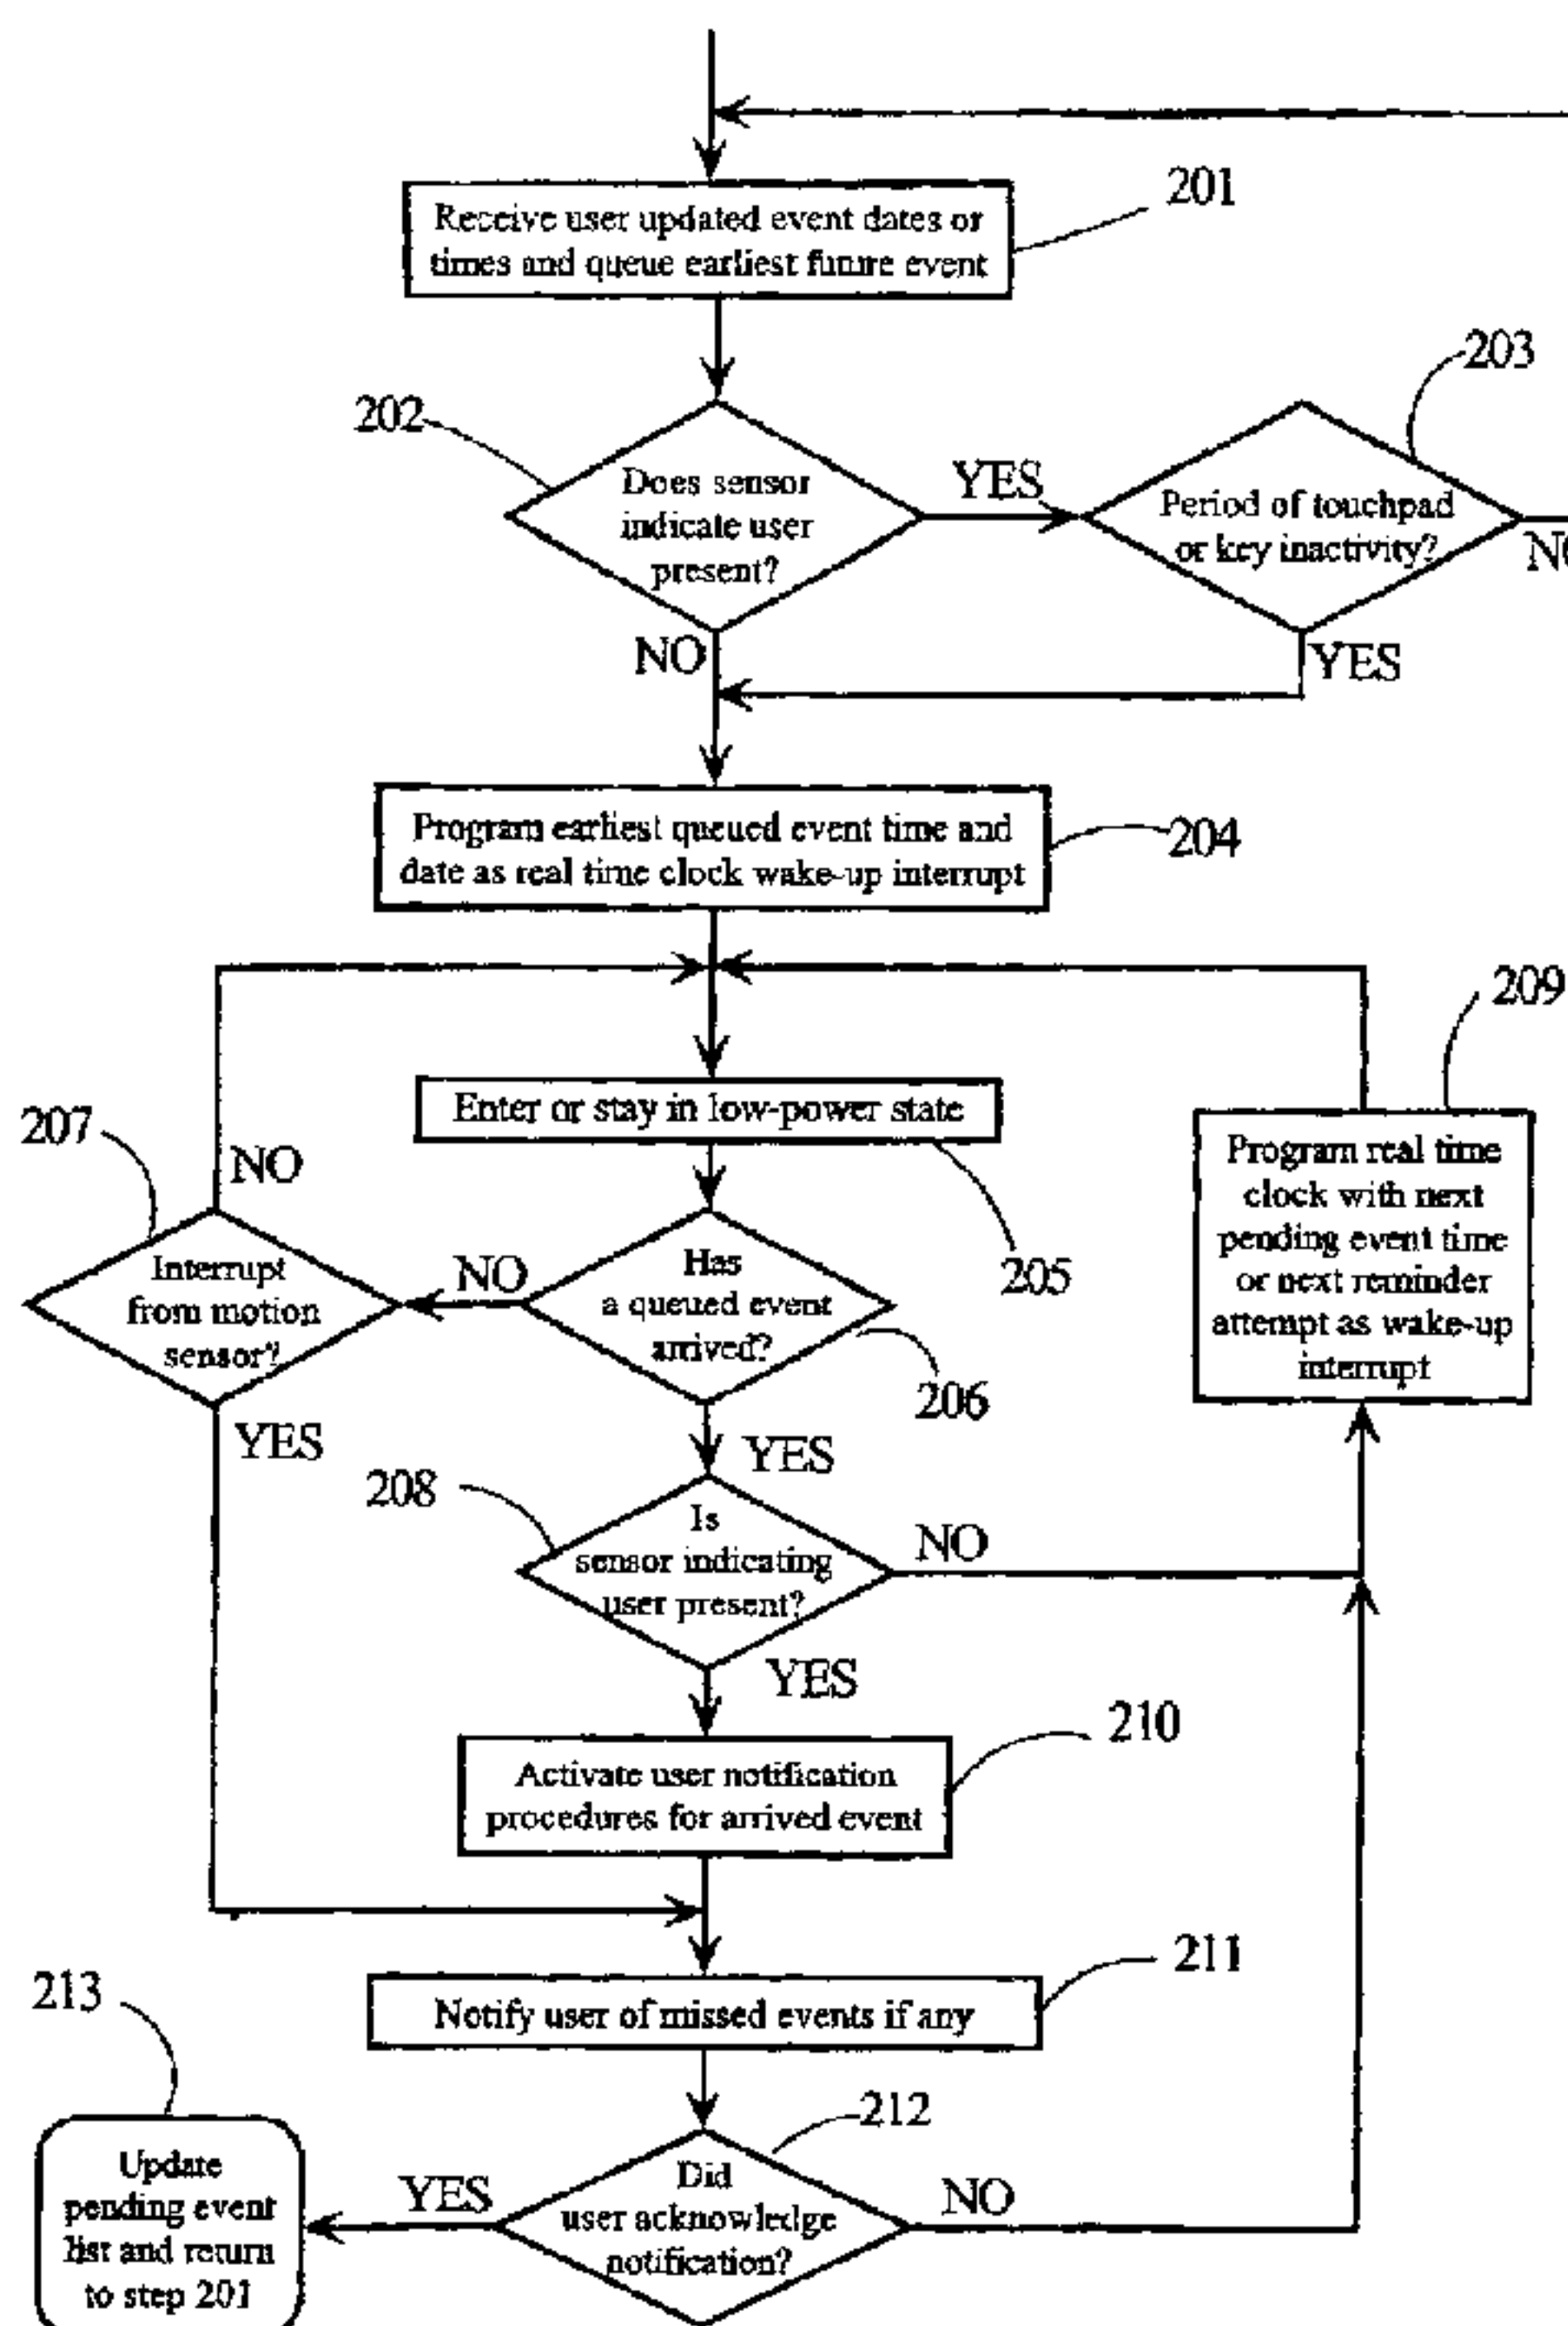 Receive user updated event dates or
times and queue earliest future event
201
202
Does sensor
indicate user
present?
YES
NO
203
Period of touchpad
or key inactivity?
YES
Program earliest queued event time and
date as real time clock wake-up interrupt
204
Enter or stay in low-power state
205
207
NO
Interrupt
from motion
sensor?
YES
NO
Has
a queued event
arrived?
206
YES
209
Program real time
clock with next
pending event time
or next reminder
attempt as wake-up
interrupt
208
Is
sensor indicating
user present?
NO
YES
Activate user notification
procedures for arrived event
210
Notify user of missed events if any
211
212
Did
user acknowledge
notification?
YES
NO
213
Update
pending event
list and return
to step 201